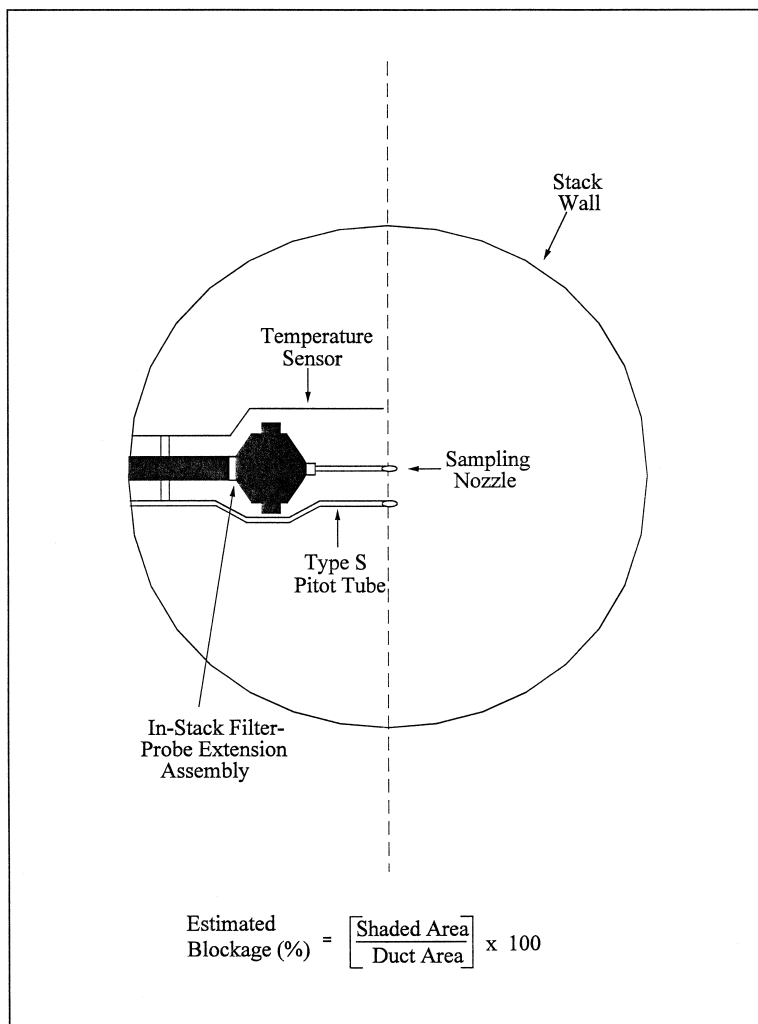 Stack
Wall
Temperature
Sensor
Sampling
Nozzle
Type S
Pitot Tube
In-Stack Filter-
Probe Extension
Assembly
Estimated
Blockage (%) = [Shaded Area
Duct Area] x 100